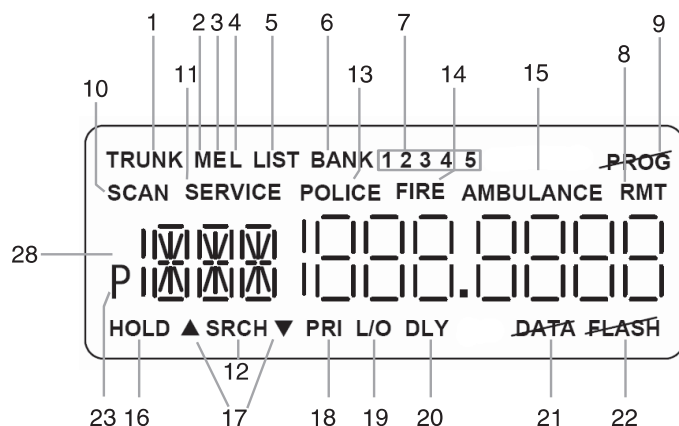 1 2 3 4 5 6 7 9
10 11 13 14 15 8
TRUNK MEL LIST BANK 1 2 3 4 5 PROG
SCAN SERVICE POLICE FIRE AMBULANCE RMT
28
P
HOLD ▲ SRCH ▼ PRI L/O DLY DATA FLASH
12
23 16 17 18 19 20 21 22